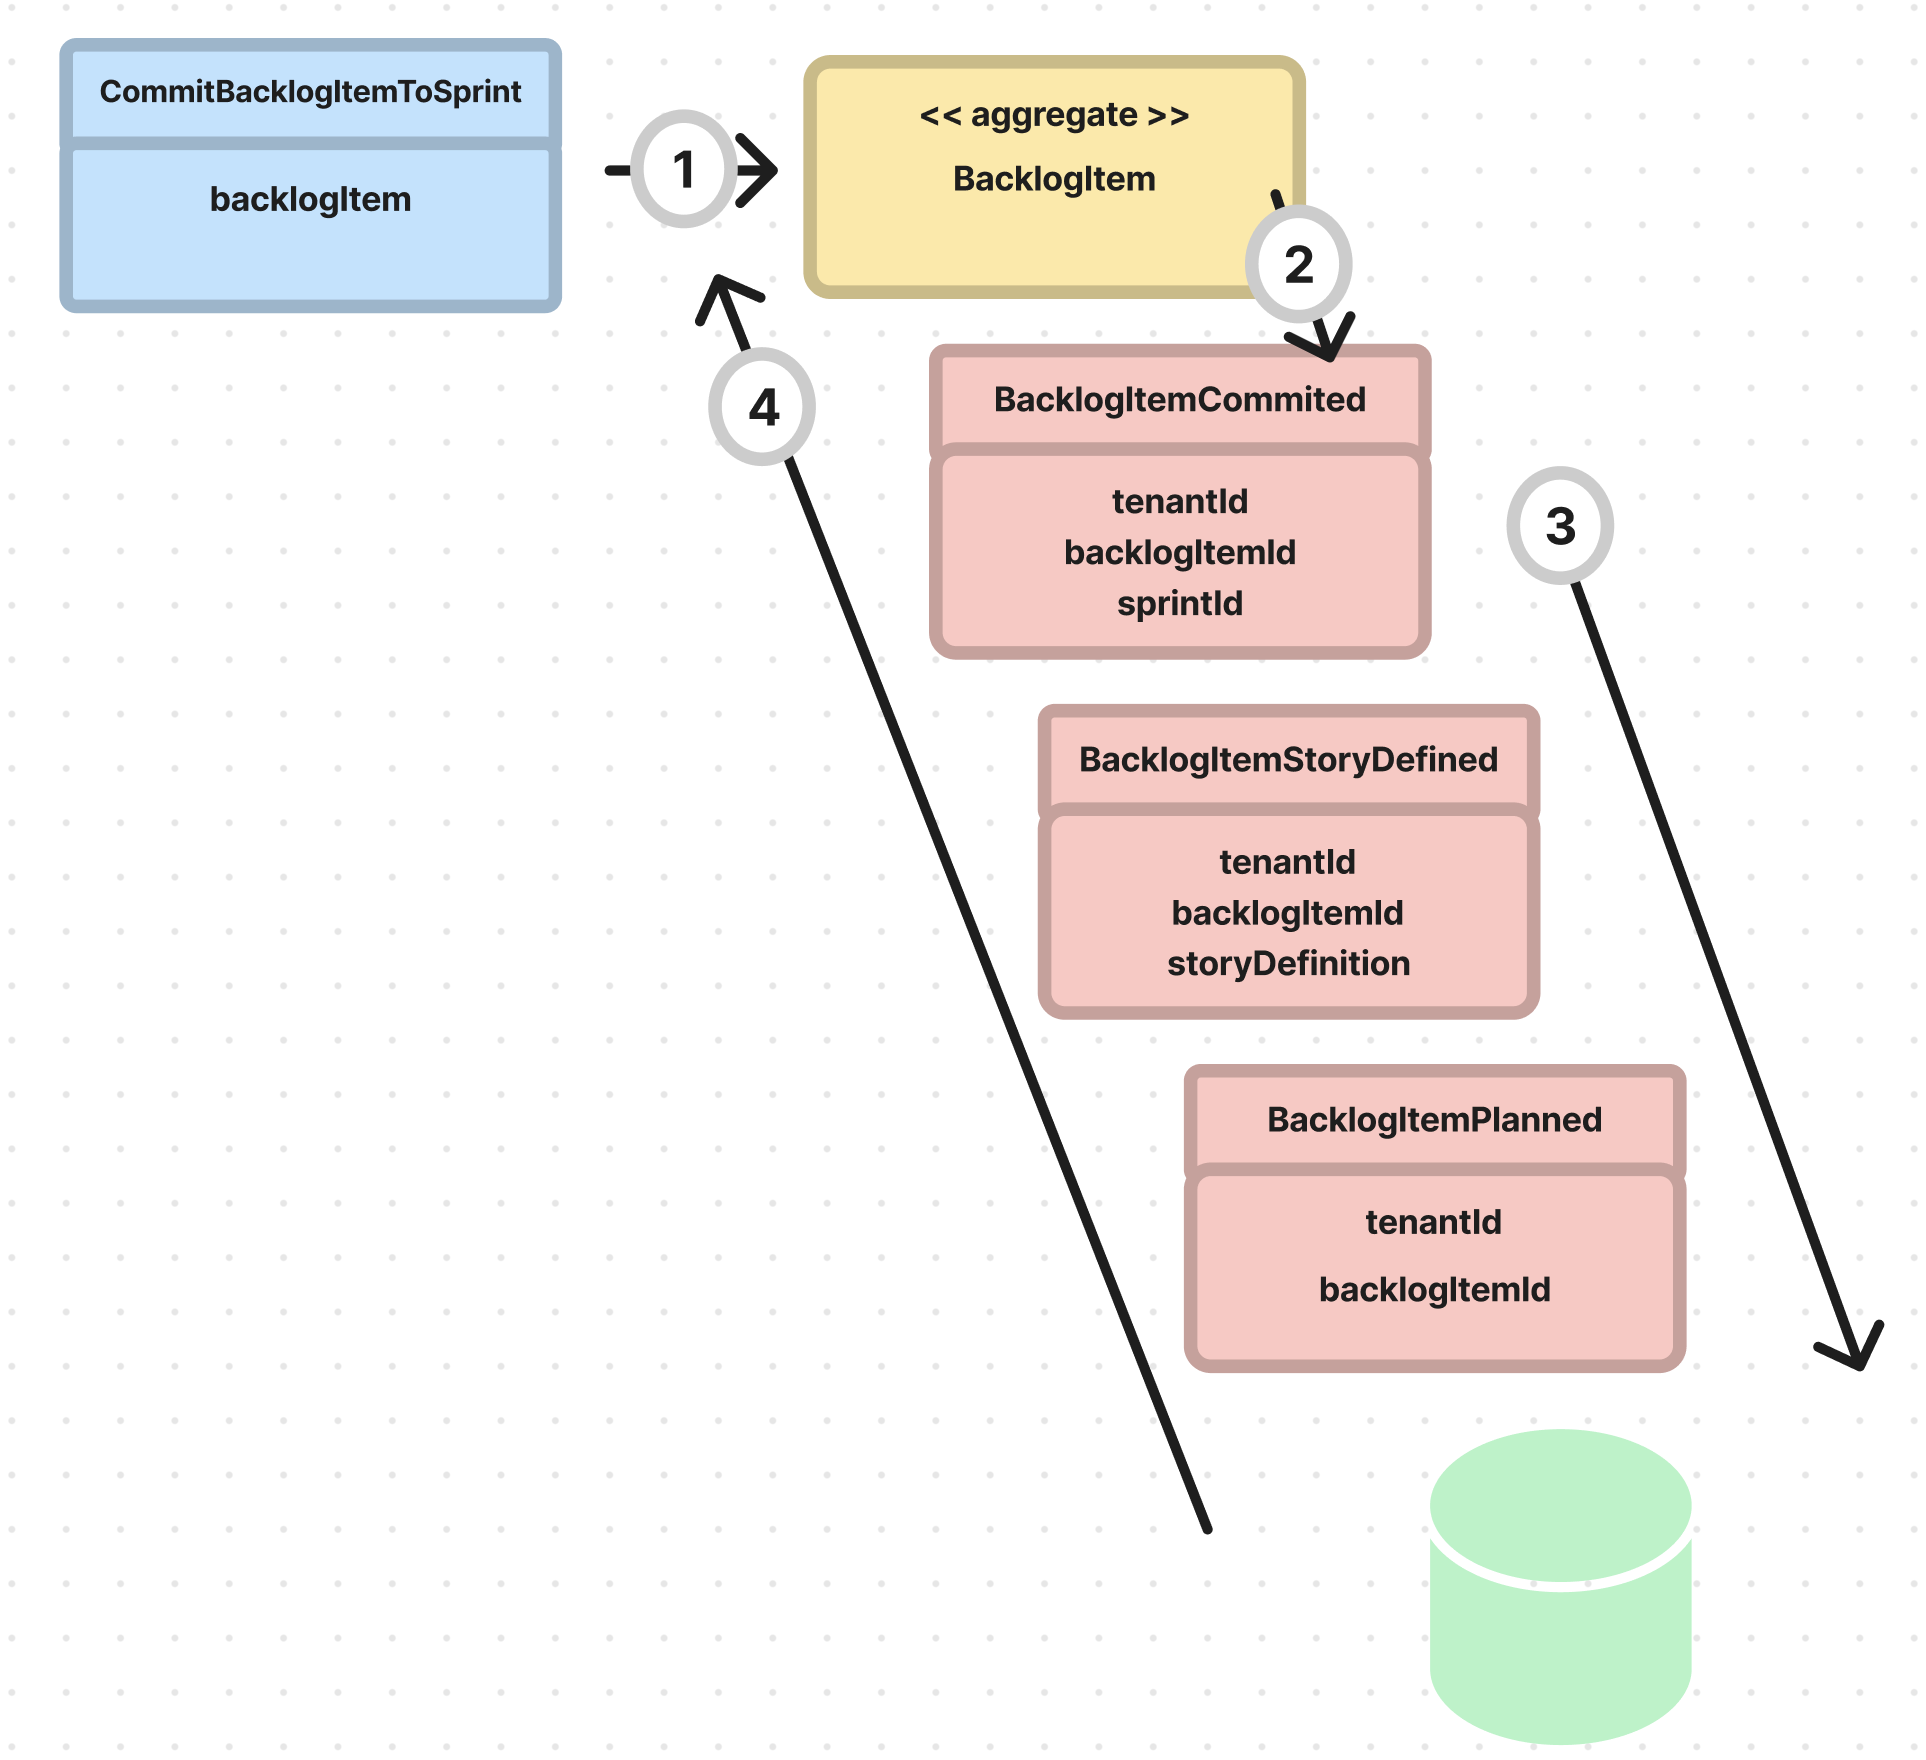 CommitBacklogItemToSprint
backlogItem
1
<< aggregate >>
BacklogItem
2
4
BacklogItemCommited
tenantId
backlogItemId
sprintId
3
BacklogItemStoryDefined
tenantId
backlogItemId
storyDefinition
BacklogItemPlanned
tenantId
backlogItemId